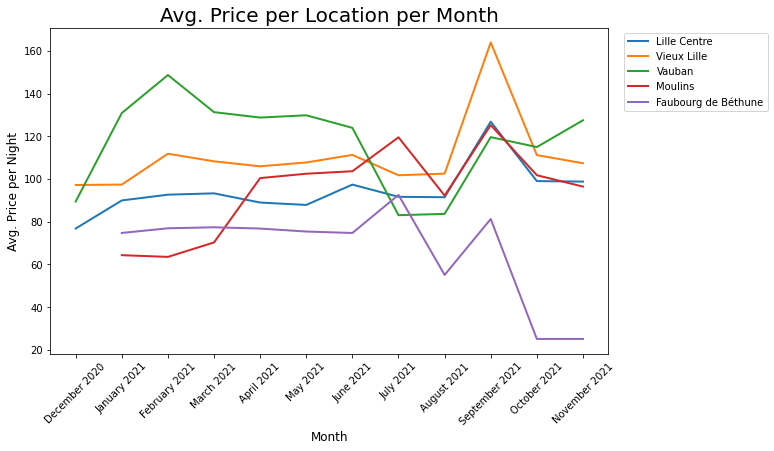 Avg. Price per Location per Month
Avg. Price per Night
160
140
120
100
80
60
40
20
December 2020
January 2021
February 2021
March 2021
April 2021
May 2021
June 2021
July 2021
August 2021
September 2021
October 2021
November 2021
Month
Lille Centre
Vieux Lille
Vauban
Moulins
Faubourg de Béthune